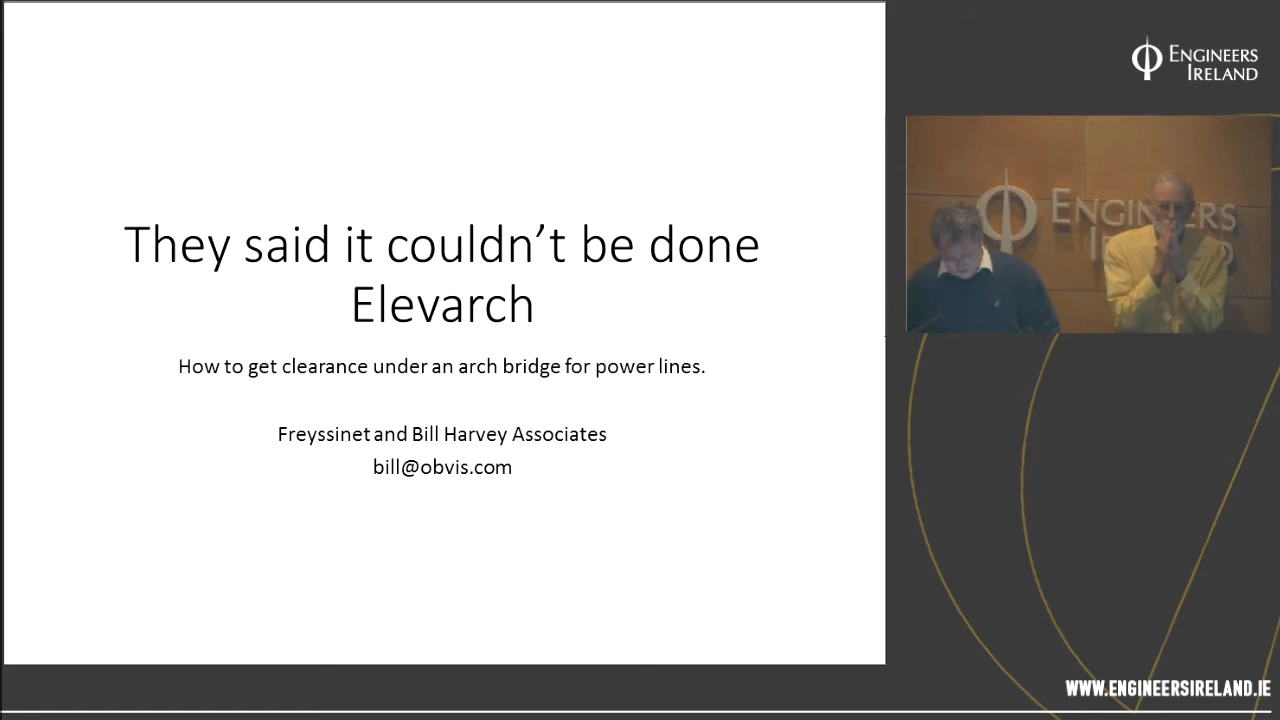 They said it couldn’t be done
Elevarch
How to get clearance under an arch bridge for power lines.
Freyssinet and Bill Harvey Associates
bill@obvis.com
ENGINEERS
IRELAND
ENGINEERS
WWW.ENGINEERSIRELAND.IE